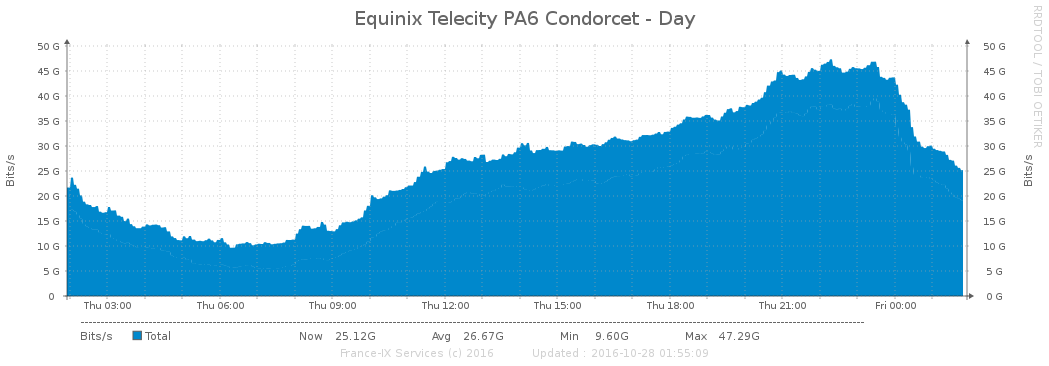 Equinix Telecity PA6 Condorcet - Day
RRDTOOL / TOBI OETIKER
Bits/s
50 G
45 G
40 G
35 G
30 G
25 G
20 G
15 G
10 G
5 G
0
50 G
45 G
40 G
35 G
30 G
25 G
20 G
15 G
10 G
5 G
0 G
Bits/s
Thu 03:00 Thu 06:00 Thu 09:00 Thu 12:00 Thu 15:00 Thu 18:00 Thu 21:00 Fri 00:00
Bits/s Total Now 25.12G Avg 26.67G Min 9.60G Max 47.29G
France-IX Services (c) 2016 Updated : 2016-10-28 01:55:09